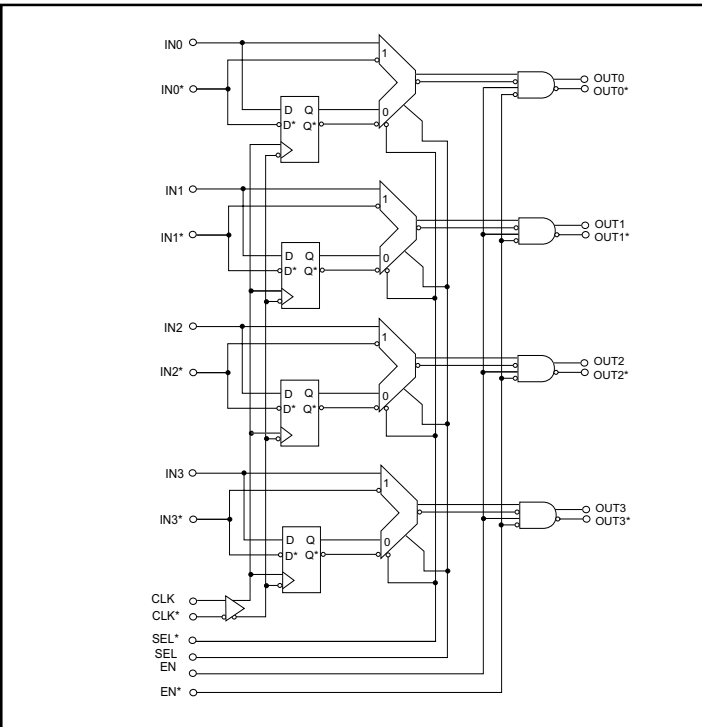 IN0
1
OUT0
IN0*
OUT0*
D Q
0
D* Q*
IN1
1
OUT1
IN1*
OUT1*
D Q
0
D* Q*
IN2
1
OUT2
IN2*
OUT2*
D Q
0
D* Q*
IN3
1
OUT3
IN3*
OUT3*
D Q
0
D* Q*
CLK
CLK*
SEL*
SEL
EN
EN*